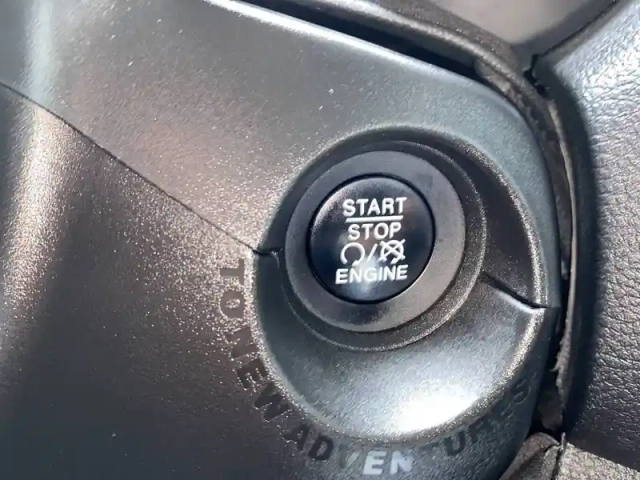 START
STOP
ENGINE
TO NEW ADVENTURES